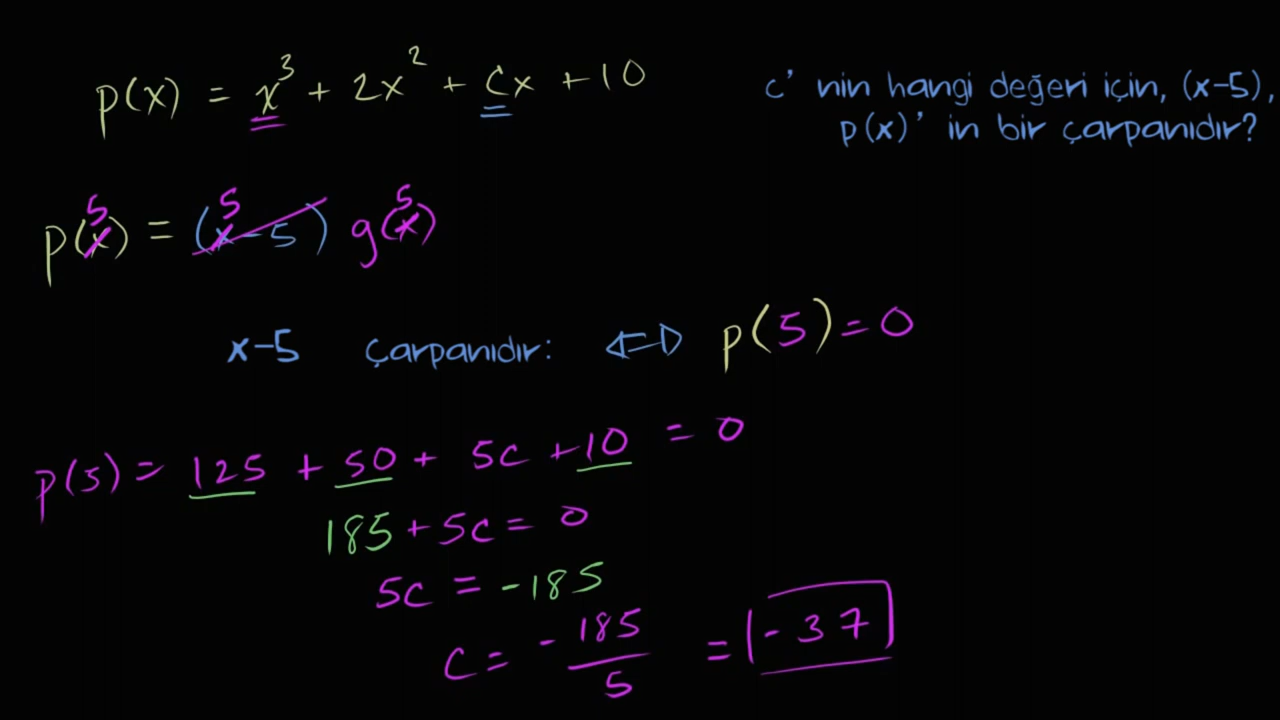 p(x) = x³ + 2x² + cx + 10
c' nin hangi değeri için, (x-5),
p(x)' in bir çarpanıdır?
5 5 5
p(x) = (x-5) g(x)
x-5 çarpanıdır: ⇔ p(5) = 0
p(5) = 125 + 50 + 5c + 10 = 0
185 + 5c = 0
5c = -185
c = -185/5 = -37